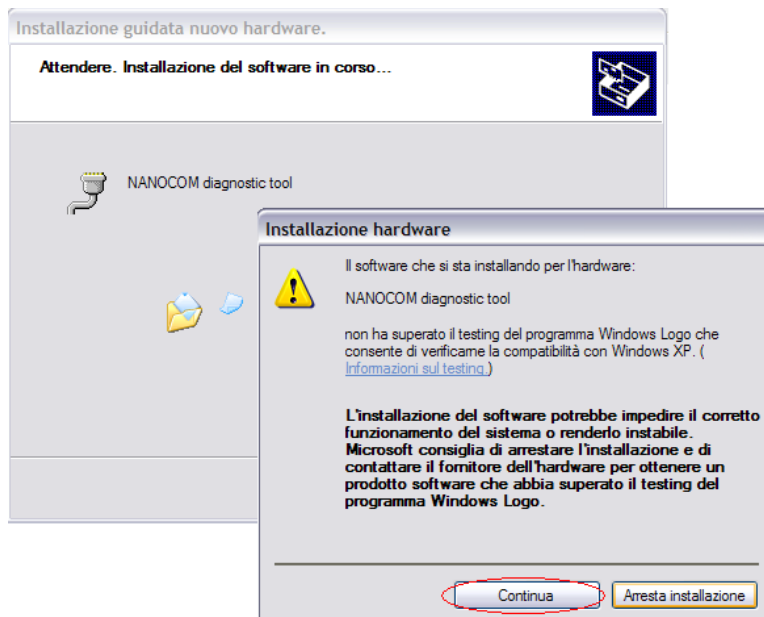 Installazione guidata nuovo hardware.
Attendere. Installazione del software in corso...
NANOCOM diagnostic tool
Installazione hardware
Il software che si sta installando per l'hardware:
NANOCOM diagnostic tool
non ha superato il testing del programma Windows Logo che
consente di verificarne la compatibilità con Windows XP. (
Informazioni sul testing.)
L'installazione del software potrebbe impedire il corretto
funzionamento del sistema o renderlo instabile.
Microsoft consiglia di arrestare l'installazione e di
contattare il fornitore dell'hardware per ottenere un
prodotto software che abbia superato il testing del
programma Windows Logo.
Continua
Arresta installazione